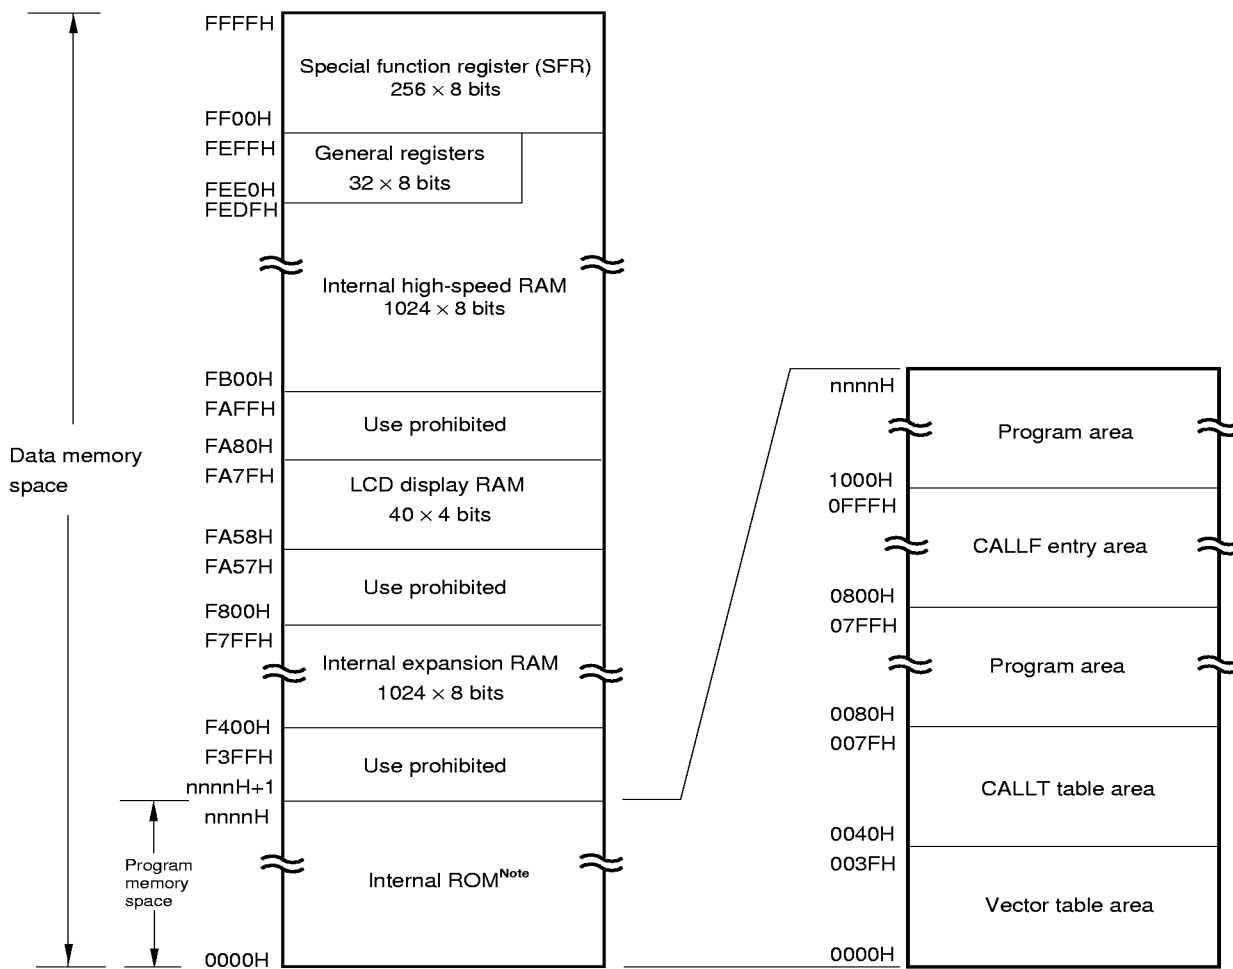 FFFFH
Special function register (SFR)
256 × 8 bits
FF00H
FEFFH
General registers
32 × 8 bits
FEE0H
FEDFH
Internal high-speed RAM
1024 × 8 bits
FB00H
FAFFH
Use prohibited
FA80H
FA7FH
LCD display RAM
40 × 4 bits
FA58H
FA57H
Use prohibited
F800H
F7FFH
Internal expansion RAM
1024 × 8 bits
F400H
F3FFH
Use prohibited
nnnnH+1
nnnnH
Internal ROM^Note
0000H
Data memory
space
Program
memory
space
nnnnH
Program area
1000H
0FFFH
CALLF entry area
0800H
07FFH
Program area
0080H
007FH
CALLT table area
0040H
003FH
Vector table area
0000H